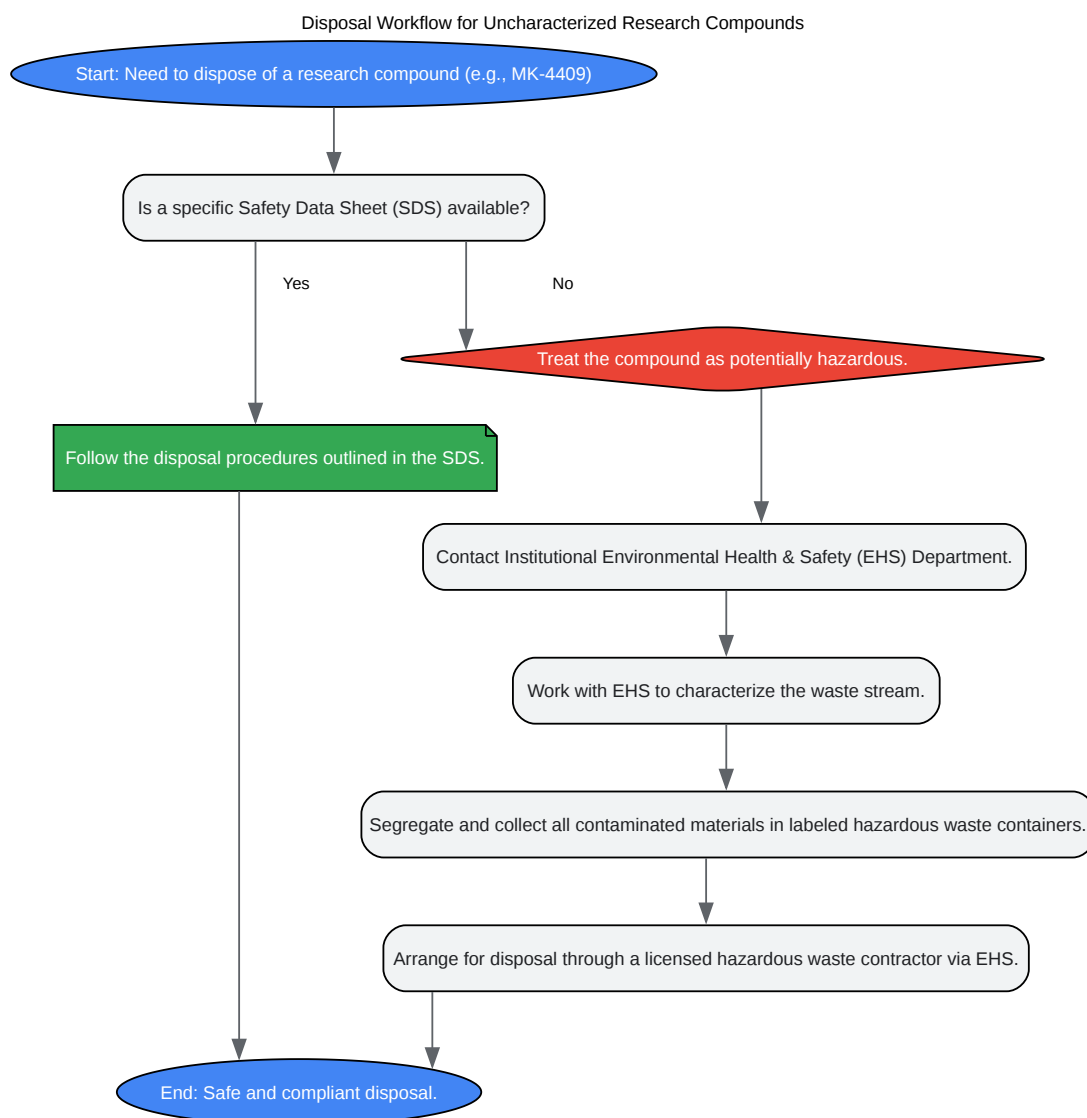 Disposal Workflow for Uncharacterized Research Compounds
Start: Need to dispose of a research compound (e.g., MK-4409)
Is a specific Safety Data Sheet (SDS) available?
Yes
No
Treat the compound as potentially hazardous.
Follow the disposal procedures outlined in the SDS.
Contact Institutional Environmental Health & Safety (EHS) Department.
Work with EHS to characterize the waste stream.
Segregate and collect all contaminated materials in labeled hazardous waste containers.
Arrange for disposal through a licensed hazardous waste contractor via EHS.
End: Safe and compliant disposal.